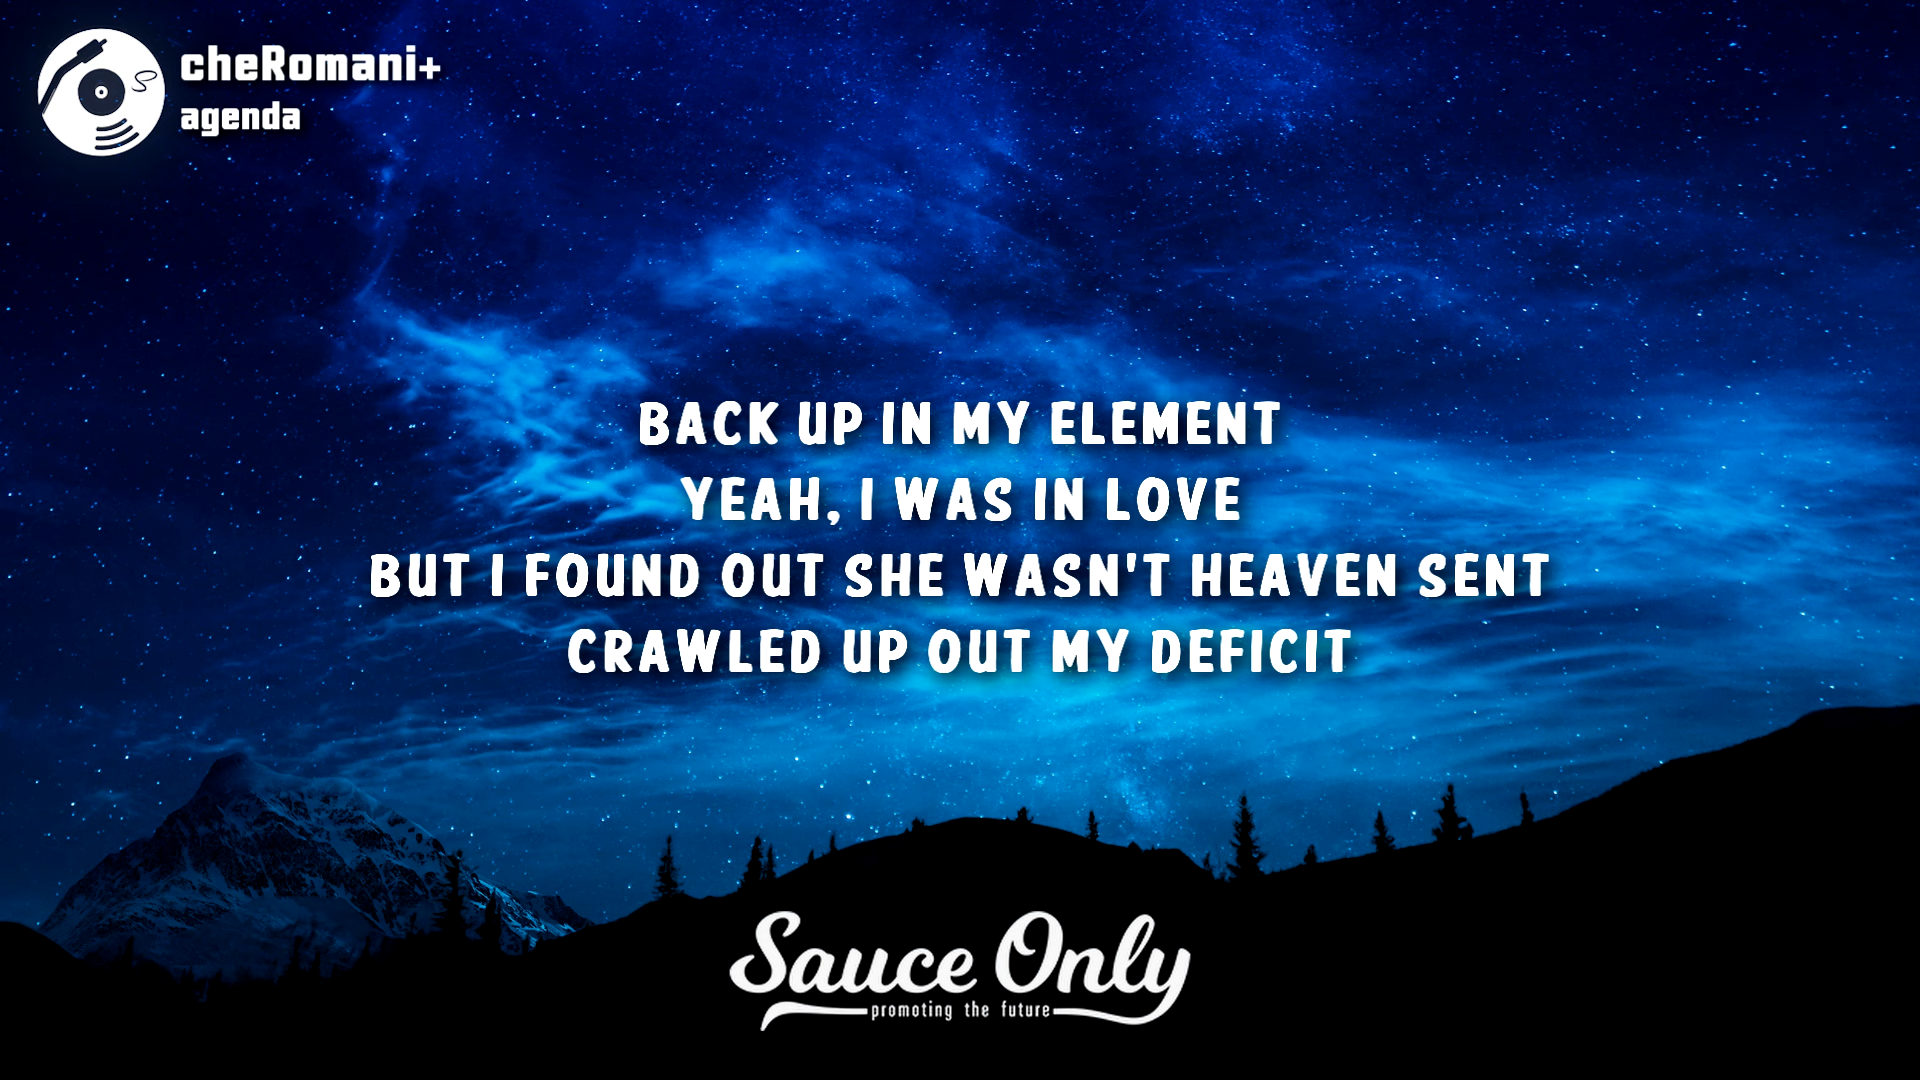 cheRomani+
agenda
BACK UP IN MY ELEMENT
YEAH, I WAS IN LOVE
BUT I FOUND OUT SHE WASN'T HEAVEN SENT
CRAWLED UP OUT MY DEFICIT
Sauce Only
promoting the future